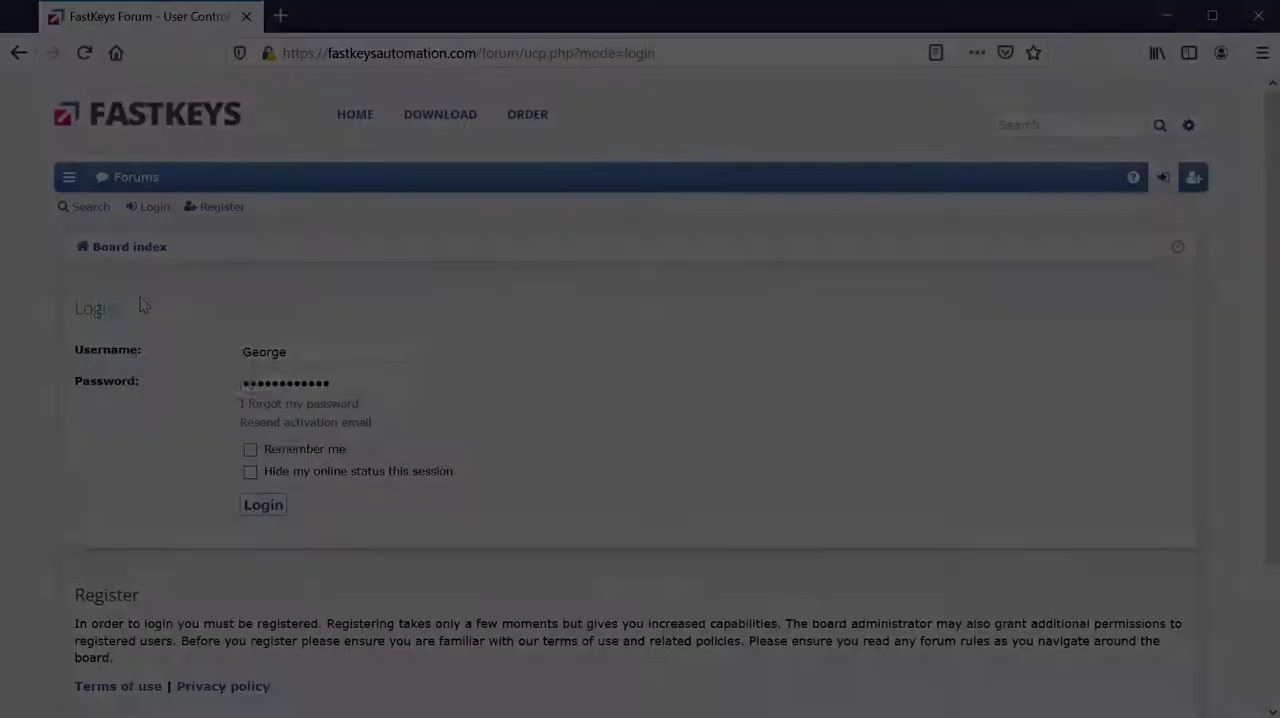 FastKeys Forum - User Control
https://fastkeysautomation.com/forum/ucp.php?mode=login
FASTKEYS
HOME
DOWNLOAD
ORDER
Search
Forums
Search
Login
Register
Board index
Login
Username:
George
Password:
••••••••••••
I forgot my password
Resend activation email
Remember me
Hide my online status this session
Login
Register
In order to login you must be registered. Registering takes only a few moments but gives you increased capabilities. The board administrator may also grant additional permissions to
registered users. Before you register please ensure you are familiar with our terms of use and related policies. Please ensure you read any forum rules as you navigate around the
board.
Terms of use | Privacy policy